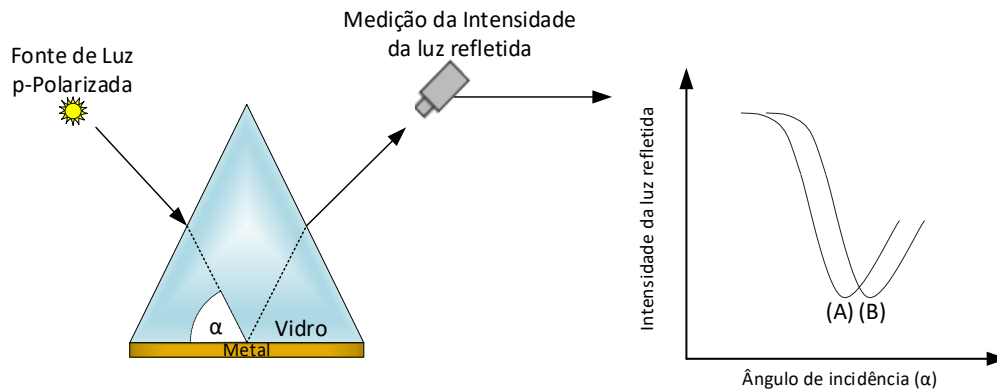 Fonte de Luz
p-Polarizada
Medição da Intensidade
da luz refletida
α
Vidro
Metal
Intensidade da luz refletida
(A) (B)
Ângulo de incidência (α)